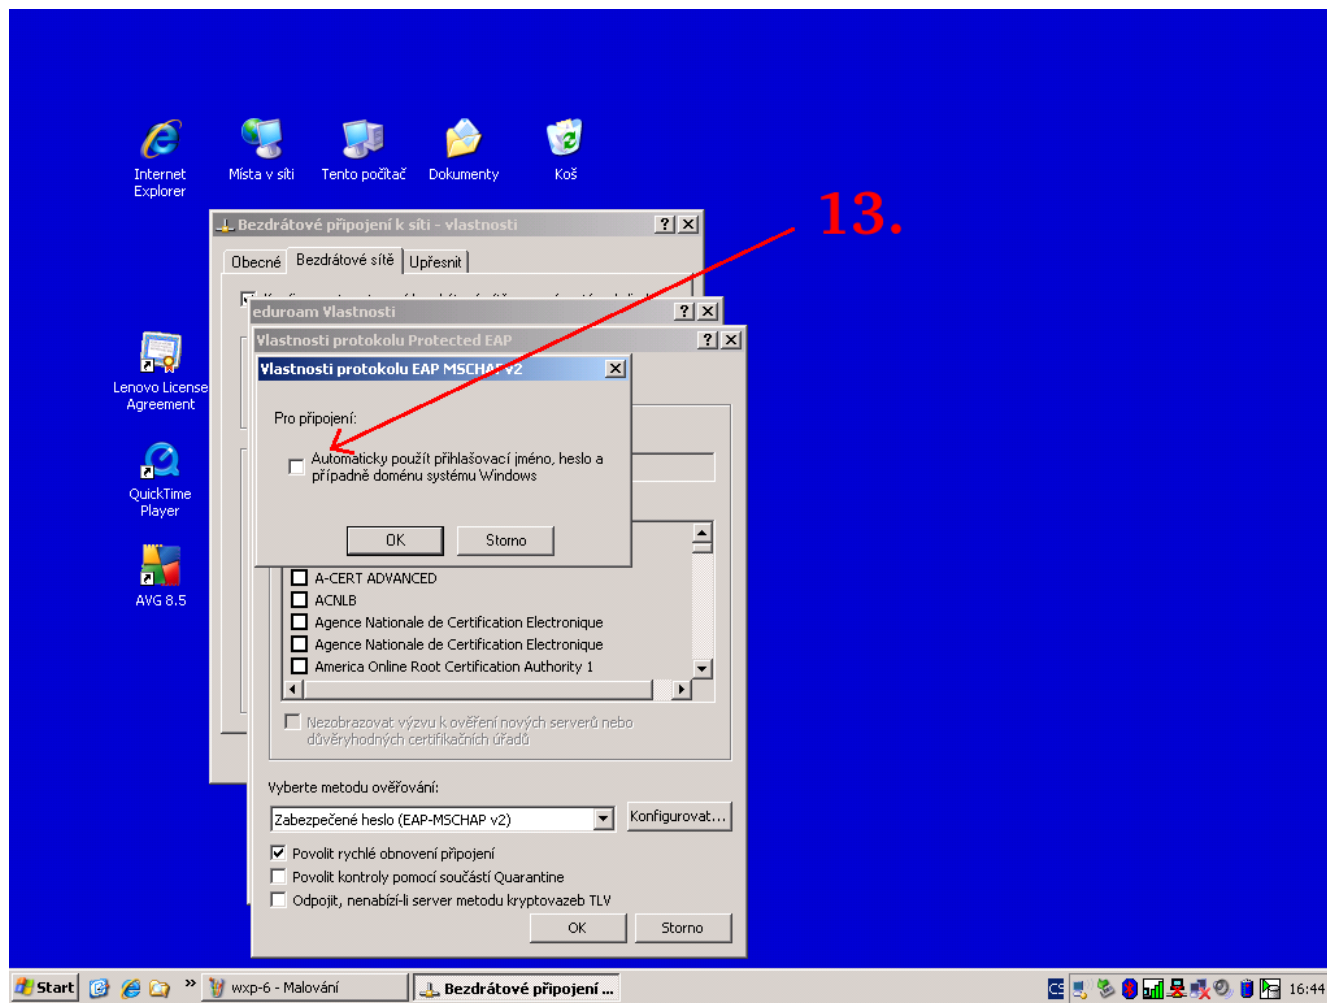 Internet
Explorer
Místa v síti
Tento počítač
Dokumenty
Koš
13.
Bezdrátové připojení k síti - vlastnosti
Obecné
Bezdrátové sítě
Upřesnit
eduroam Vlastnosti
Vlastnosti protokolu Protected EAP
Vlastnosti protokolu EAP MSCHAP v2
Pro připojení:
Automaticky použít přihlašovací jméno, heslo a
případně doménu systému Windows
OK
Storno
Lenovo License
Agreement
QuickTime
Player
AVG 8.5
A-CERT ADVANCED
ACNLB
Agence Nationale de Certification Electronique
Agence Nationale de Certification Electronique
America Online Root Certification Authority 1
Nezobrazovat výzvu k ověření nových serverů nebo
důvěryhodných certifikačních úřadů
Vyberte metodu ověřování:
Zabezpečené heslo (EAP-MSCHAP v2)
Konfigurovat...
Povolit rychlé obnovení připojení
Povolit kontroly pomocí součástí Quarantine
Odpojit, nenabízí-li server metodu kryptovazeb TLV
OK
Storno
Start
wxp-6 - Malování
Bezdrátové připojení ...
CS
16:44